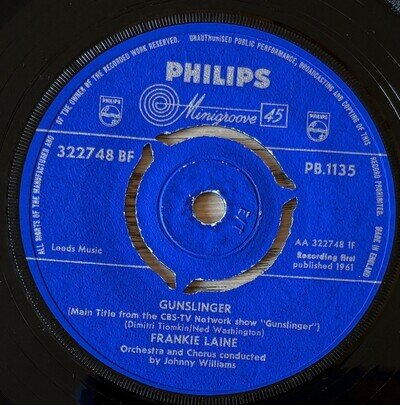 ALL RIGHTS OF THE MANUFACTURER AND OF THE OWNER OF THE RECORDED WORK RESERVED. UNAUTHORISED PUBLIC PERFORMANCE, BROADCASTING AND COPYING OF THIS RECORD PROHIBITED.
MADE IN ENGLAND
PHILIPS
PHILIPS
Minigroove 45
PHILIPS
322748 BF
PB.1135
1/3
Leeds Music
AA 322748 1F
Recording first
published 1961
GUNSLINGER
(Main Title from the CBS-TV Network show "Gunslinger")
(Dimitri Tiomkin/Ned Washington)
FRANKIE LAINE
Orchestra and Chorus conducted
by Johnny Williams